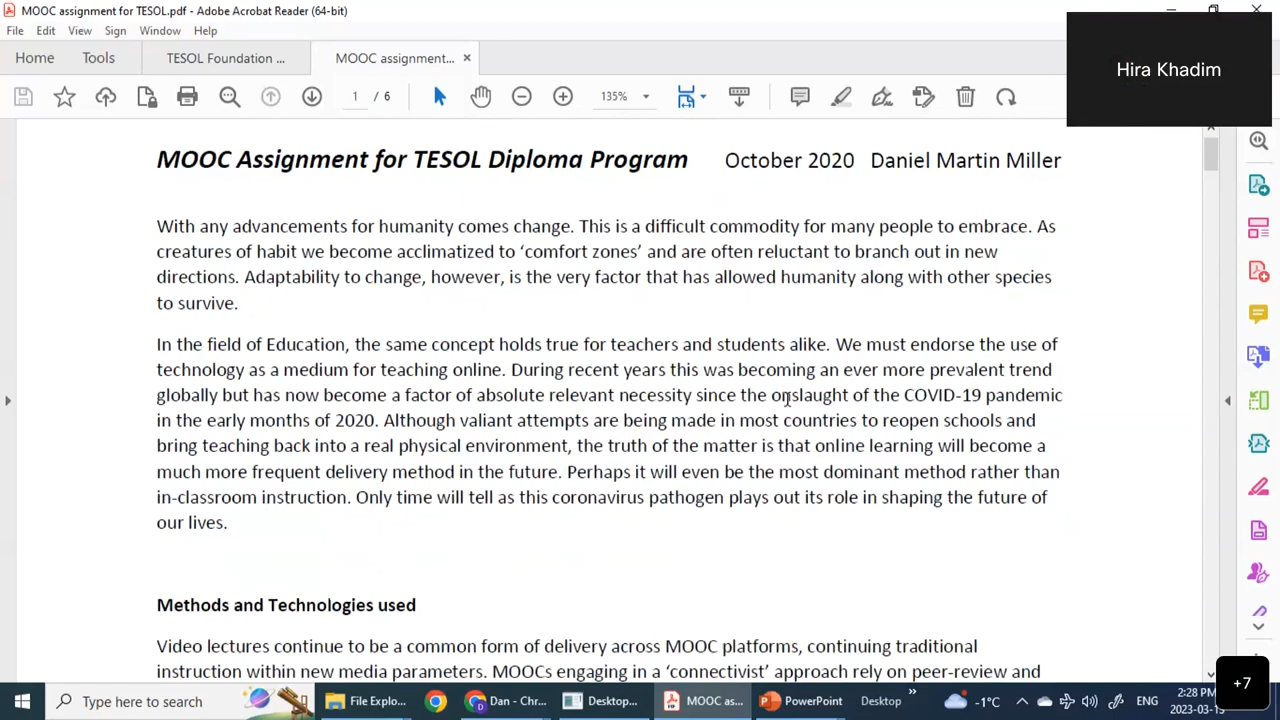 MOOC assignment for TESOL.pdf - Adobe Acrobat Reader (64-bit)
File Edit View Sign Window Help
Home Tools TESOL Foundation ... MOOC assignment... ×
1 / 6 135%
Hira Khadim
MOOC Assignment for TESOL Diploma Program October 2020 Daniel Martin Miller
With any advancements for humanity comes change. This is a difficult commodity for many people to embrace. As
creatures of habit we become acclimatized to ‘comfort zones’ and are often reluctant to branch out in new
directions. Adaptability to change, however, is the very factor that has allowed humanity along with other species
to survive.
In the field of Education, the same concept holds true for teachers and students alike. We must endorse the use of
technology as a medium for teaching online. During recent years this was becoming an ever more prevalent trend
globally but has now become a factor of absolute relevant necessity since the onslaught of the COVID-19 pandemic
in the early months of 2020. Although valiant attempts are being made in most countries to reopen schools and
bring teaching back into a real physical environment, the truth of the matter is that online learning will become a
much more frequent delivery method in the future. Perhaps it will even be the most dominant method rather than
in-classroom instruction. Only time will tell as this coronavirus pathogen plays out its role in shaping the future of
our lives.
Methods and Technologies used
Video lectures continue to be a common form of delivery across MOOC platforms, continuing traditional
instruction within new media parameters. MOOCs engaging in a ‘connectivist’ approach rely on peer-review and
+7
Type here to search File Explo... Dan - Chr... Desktop... MOOC as... PowerPoint Desktop » -1°C ENG 2:28 PM